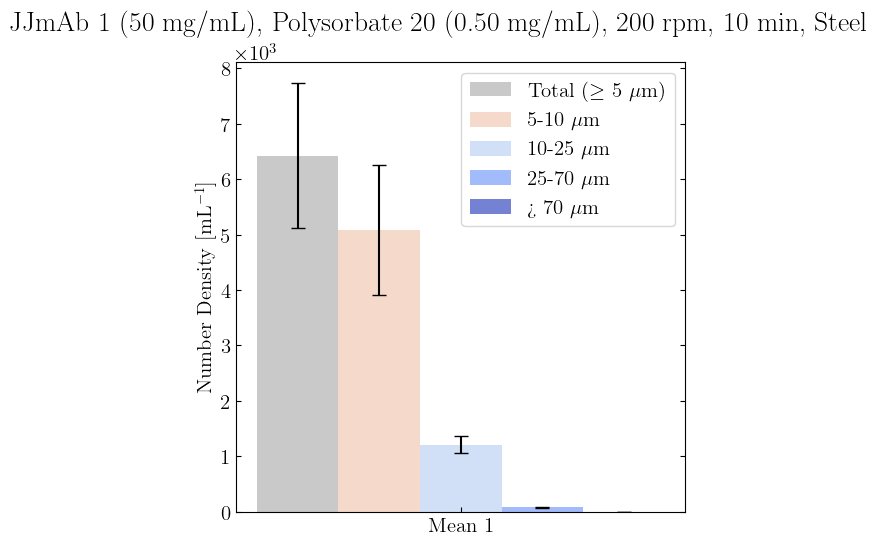 JJmAb 1 (50 mg/mL), Polysorbate 20 (0.50 mg/mL), 200 rpm, 10 min, Steel
×10³
8
7
6
5
4
3
2
1
0
Number Density [mL⁻¹]
Total (≥ 5 μm)
5-10 μm
10-25 μm
25-70 μm
> 70 μm
Mean 1